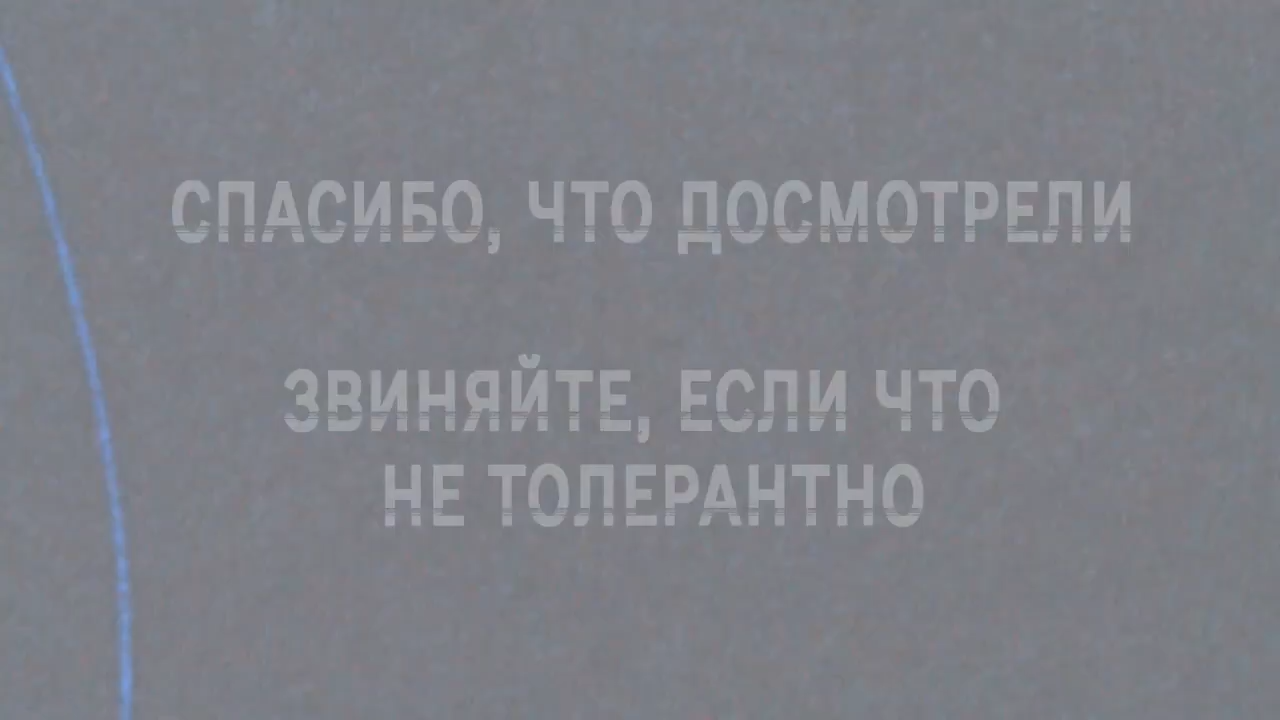 СПАСИБО, ЧТО ДОСМОТРЕЛИ
ЗВИНЯЙТЕ, ЕСЛИ ЧТО
НЕ ТОЛЕРАНТНО